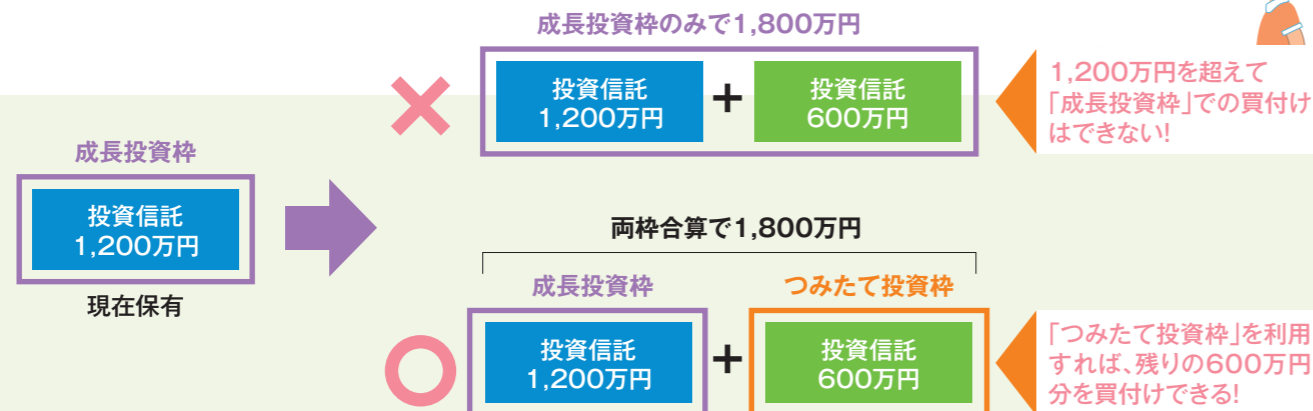 成長投資枠のみで1,800万円
投資信託
1,200万円
+
投資信託
600万円
1,200万円を超えて
「成長投資枠」での買付け
はできない!
成長投資枠
投資信託
1,200万円
現在保有
両枠合算で1,800万円
成長投資枠
つみたて投資枠
投資信託
1,200万円
+
投資信託
600万円
「つみたて投資枠」を利用
すれば、残りの600万円
分を買付けできる!